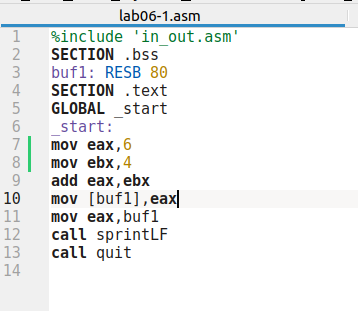 lab06-1.asm
1 %include 'in_out.asm'
2 SECTION .bss
3 buf1: RESB 80
4 SECTION .text
5 GLOBAL _start
6 _start:
7 mov eax,6
8 mov ebx,4
9 add eax,ebx
10 mov [buf1],eax
11 mov eax,buf1
12 call sprintLF
13 call quit
14